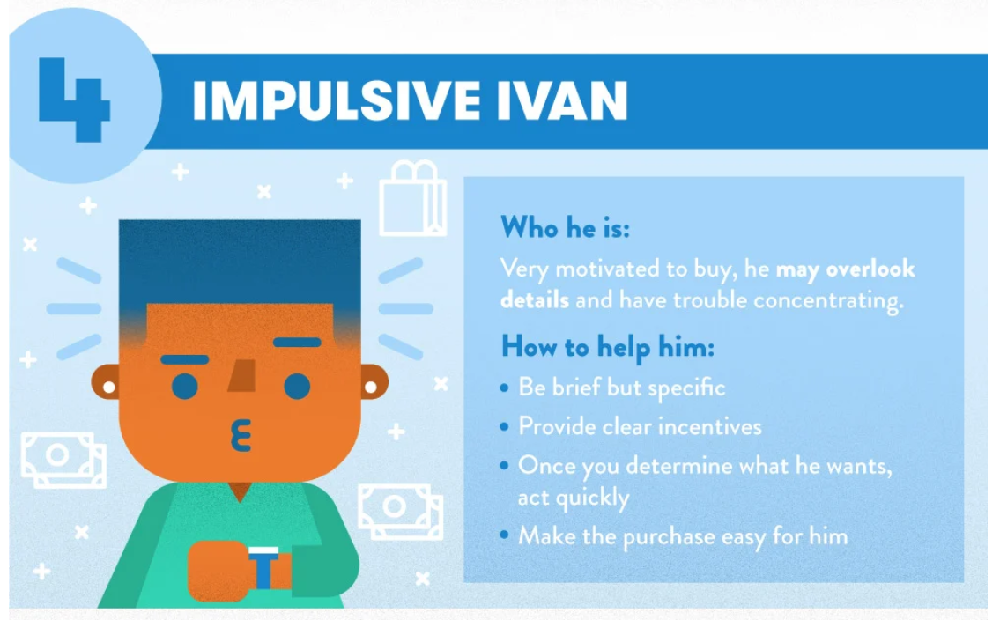 4
IMPULSIVE IVAN
Who he is:
Very motivated to buy, he may overlook
details and have trouble concentrating.
How to help him:
• Be brief but specific
• Provide clear incentives
• Once you determine what he wants,
act quickly
• Make the purchase easy for him